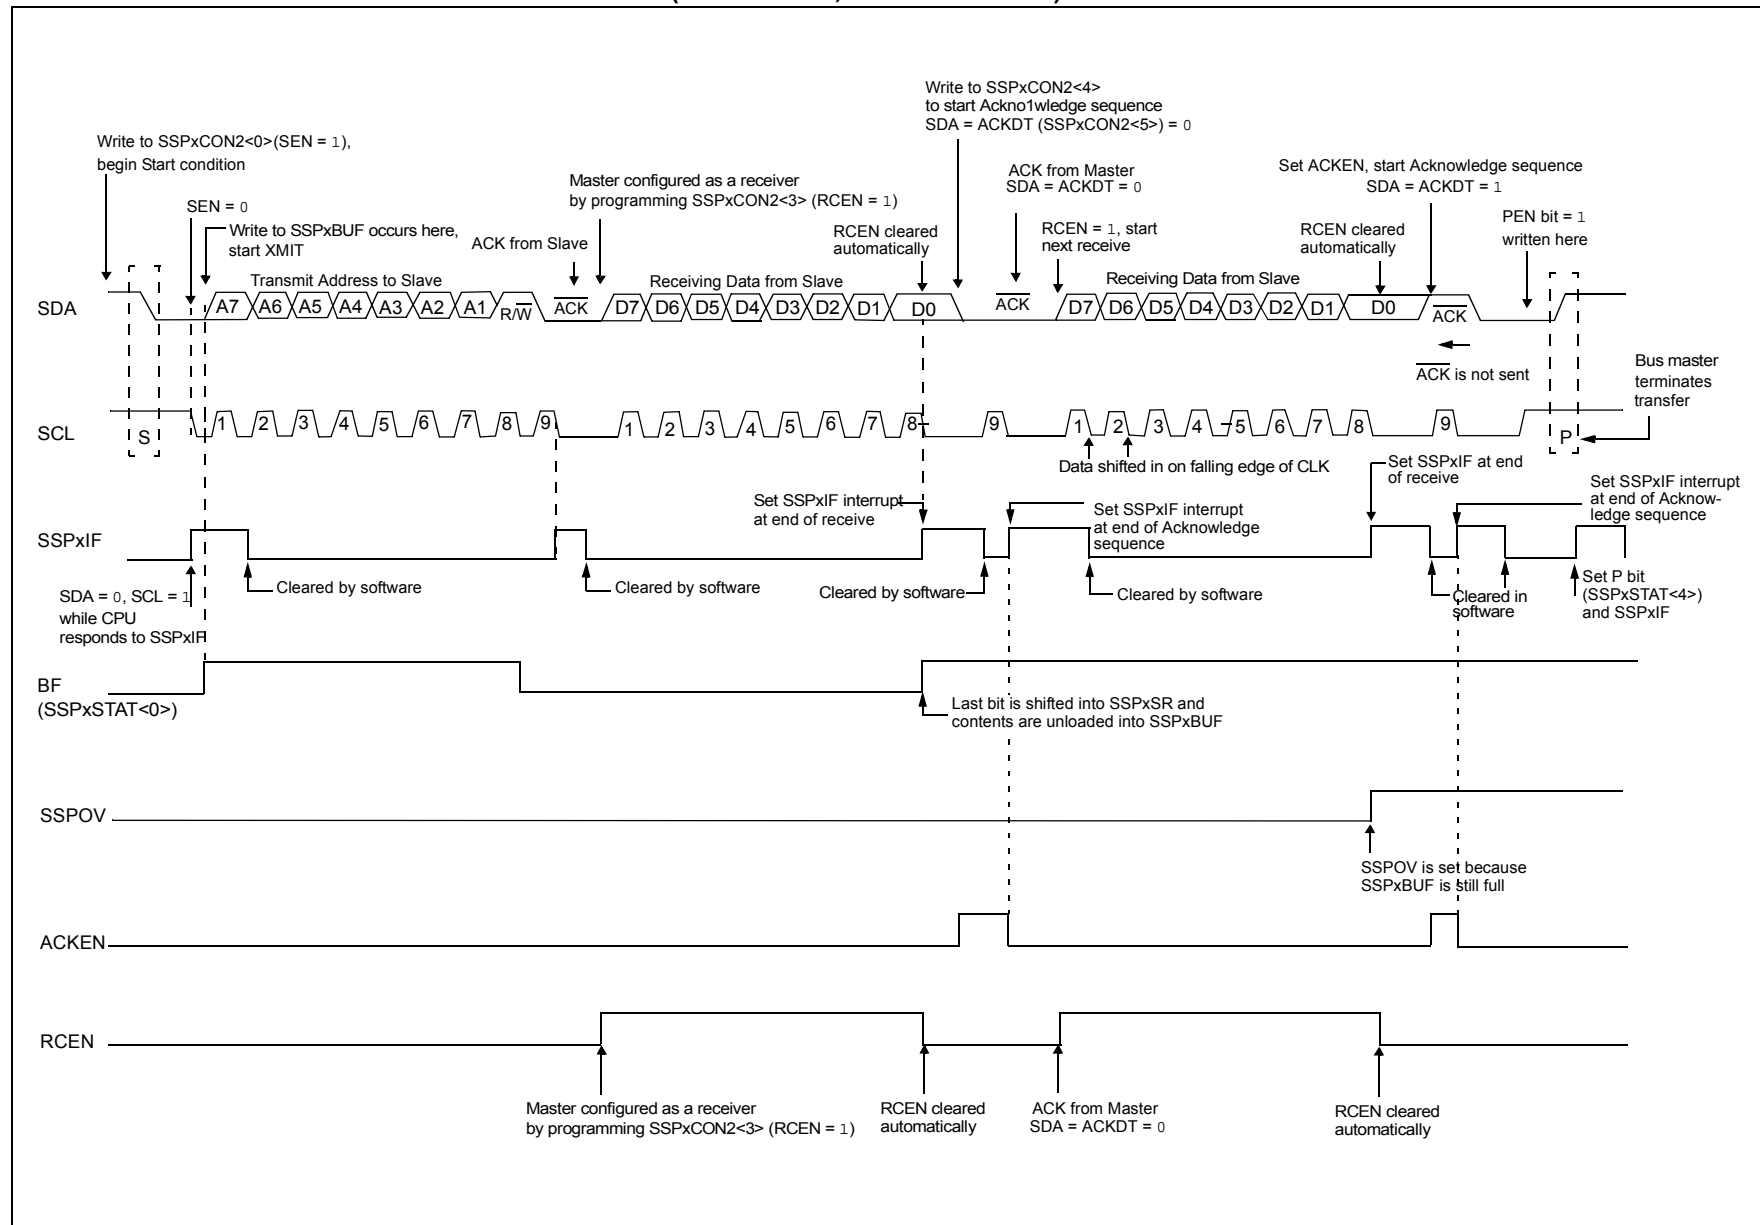 Write to SSPxCON2<4>
to start Ackno1wledge sequence
SDA = ACKDT (SSPxCON2<5>) = 0
Write to SSPxCON2<0>(SEN = 1),
begin Start condition
Master configured as a receiver
by programming SSPxCON2<3> (RCEN = 1)
ACK from Master
SDA = ACKDT = 0
Set ACKEN, start Acknowledge sequence
SDA = ACKDT = 1
SEN = 0
Write to SSPxBUF occurs here,
start XMIT
ACK from Slave
RCEN cleared
automatically
RCEN = 1, start
next receive
RCEN cleared
automatically
PEN bit = 1
written here
Transmit Address to Slave
Receiving Data from Slave
Receiving Data from Slave
SDA
A7 A6 A5 A4 A3 A2 A1 R/W ACK D7 D6 D5 D4 D3 D2 D1 D0 ACK D7 D6 D5 D4 D3 D2 D1 D0 ACK
ACK is not sent
Bus master
terminates
transfer
SCL
S 1 2 3 4 5 6 7 8 9 1 2 3 4 5 6 7 8 9 1 2 3 4 5 6 7 8 9 P
Data shifted in on falling edge of CLK
Set SSPxIF interrupt
at end of receive
Set SSPxIF interrupt
at end of Acknowledge
sequence
Set SSPxIF at end
of receive
Set SSPxIF interrupt
at end of Acknow-
ledge sequence
SSPxIF
SDA = 0, SCL = 1
while CPU
responds to SSPxIF
Cleared by software
Cleared by software
Cleared by software
Cleared by software
Cleared in
software
Set P bit
(SSPxSTAT<4>)
and SSPxIF
BF
(SSPxSTAT<0>)
Last bit is shifted into SSPxSR and
contents are unloaded into SSPxBUF
SSPOV
SSPOV is set because
SSPxBUF is still full
ACKEN
RCEN
Master configured as a receiver
by programming SSPxCON2<3> (RCEN = 1)
RCEN cleared
automatically
ACK from Master
SDA = ACKDT = 0
RCEN cleared
automatically